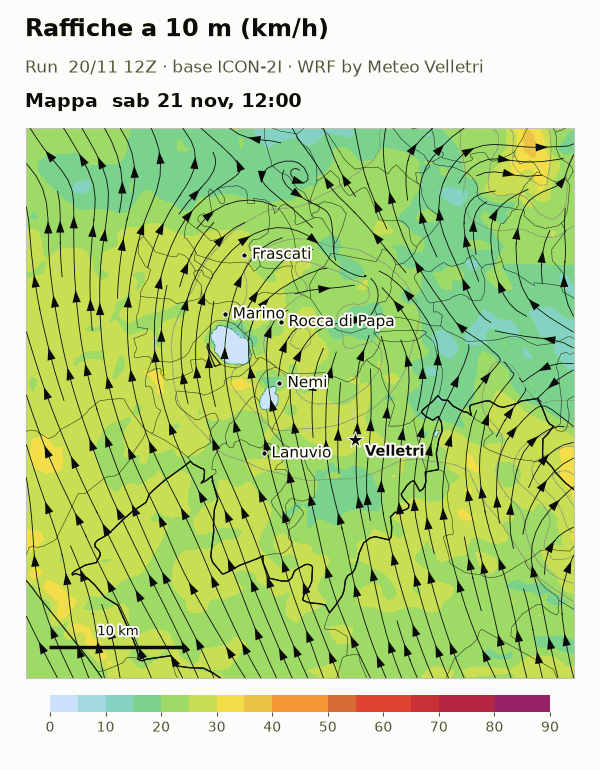 Raffiche a 10 m (km/h)
Run 20/11 12Z · base ICON-2I · WRF by Meteo Velletri
Mappa sab 21 nov, 12:00
Frascati
Marino
Rocca di Papa
Nemi
Velletri
Lanuvio
10 km
0 10 20 30 40 50 60 70 80 90